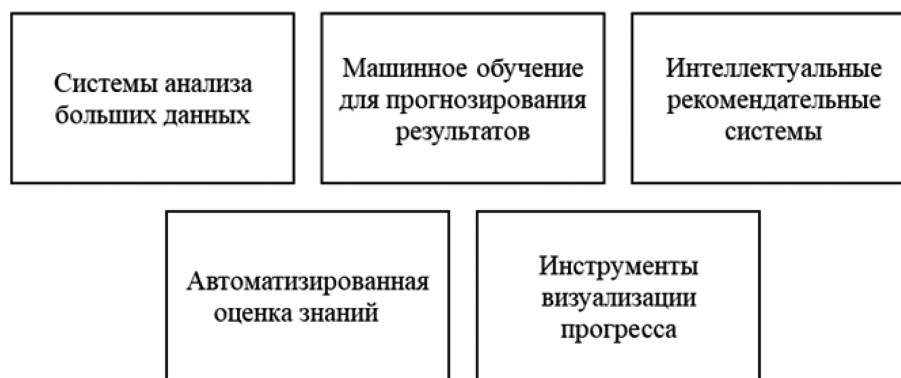 Системы анализа
больших данных
Машинное обучение
для прогнозирования
результатов
Интеллектуальные
рекомендательные
системы
Автоматизированная
оценка знаний
Инструменты
визуализации
прогресса